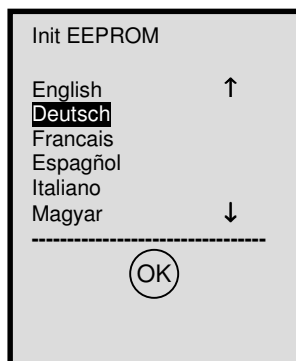 Init EEPROM
English ↑
Deutsch
Francais
Espagñol
Italiano
Magyar ↓
---------------------------------
OK